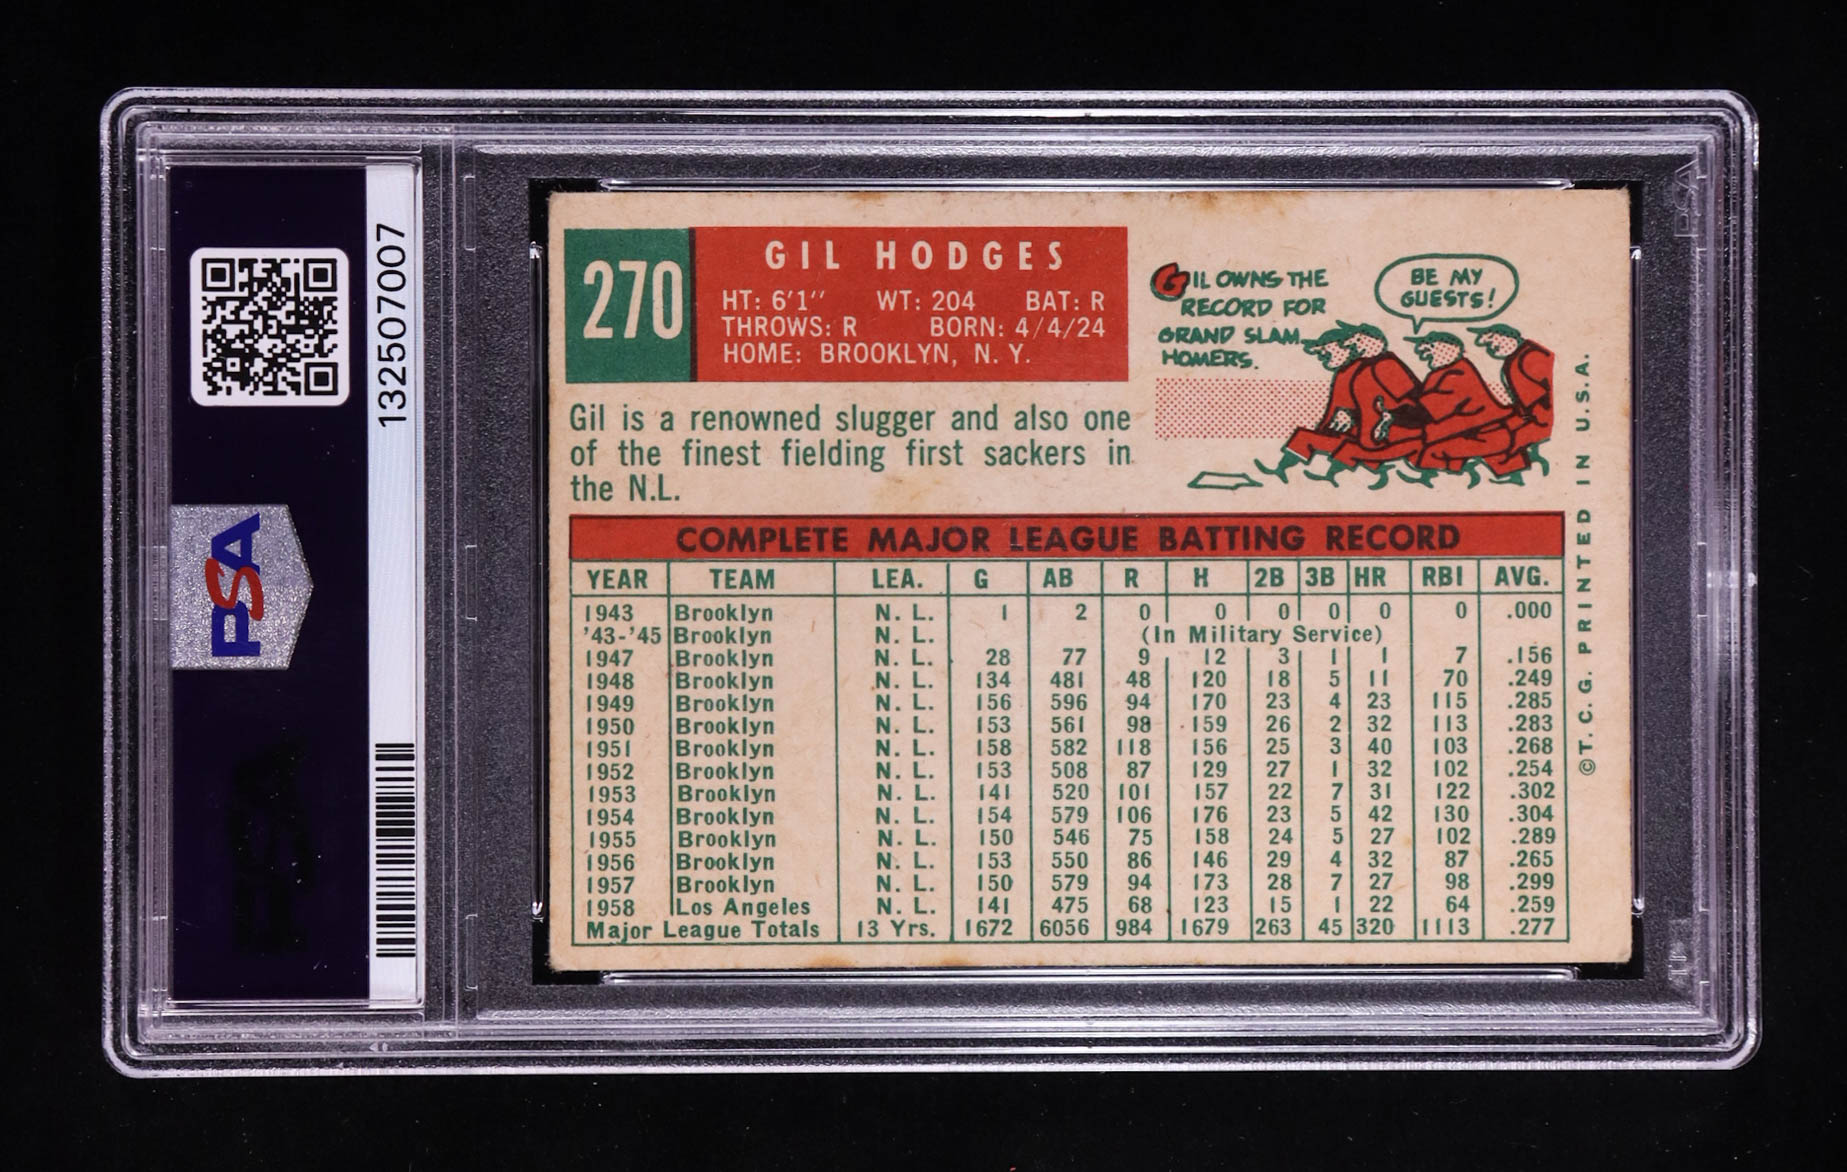 132507007
PSA
270
GIL HODGES
HT: 6'1" WT: 204 BAT: R
THROWS: R BORN: 4/4/24
HOME: BROOKLYN, N. Y.
GIL OWNS THE
RECORD FOR
GRAND SLAM
HOMERS.
BE MY
GUESTS!
Gil is a renowned slugger and also one
of the finest fielding first sackers in
the N.L.
COMPLETE MAJOR LEAGUE BATTING RECORD
YEAR TEAM LEA. G AB R H 2B 3B HR RBI AVG.
1943 Brooklyn N. L. 1 2 0 0 0 0 0 0 .000
'43-'45 Brooklyn N. L. (In Military Service)
1947 Brooklyn N. L. 28 77 9 12 3 1 1 7 .156
1948 Brooklyn N. L. 134 481 48 120 18 5 11 70 .249
1949 Brooklyn N. L. 156 596 94 170 23 4 23 115 .285
1950 Brooklyn N. L. 153 561 98 159 26 2 32 113 .283
1951 Brooklyn N. L. 158 582 118 156 25 3 40 103 .268
1952 Brooklyn N. L. 153 508 87 129 27 1 32 102 .254
1953 Brooklyn N. L. 141 520 101 157 22 7 31 122 .302
1954 Brooklyn N. L. 154 579 106 176 23 5 42 130 .304
1955 Brooklyn N. L. 150 546 75 158 24 5 27 102 .289
1956 Brooklyn N. L. 153 550 86 146 29 4 32 87 .265
1957 Brooklyn N. L. 150 579 94 173 28 7 27 98 .299
1958 Los Angeles N. L. 141 475 68 123 15 1 22 64 .259
Major League Totals 13 Yrs. 1672 6056 984 1679 263 45 320 1113 .277
©T. C. G. PRINTED IN U.S.A.
PSA